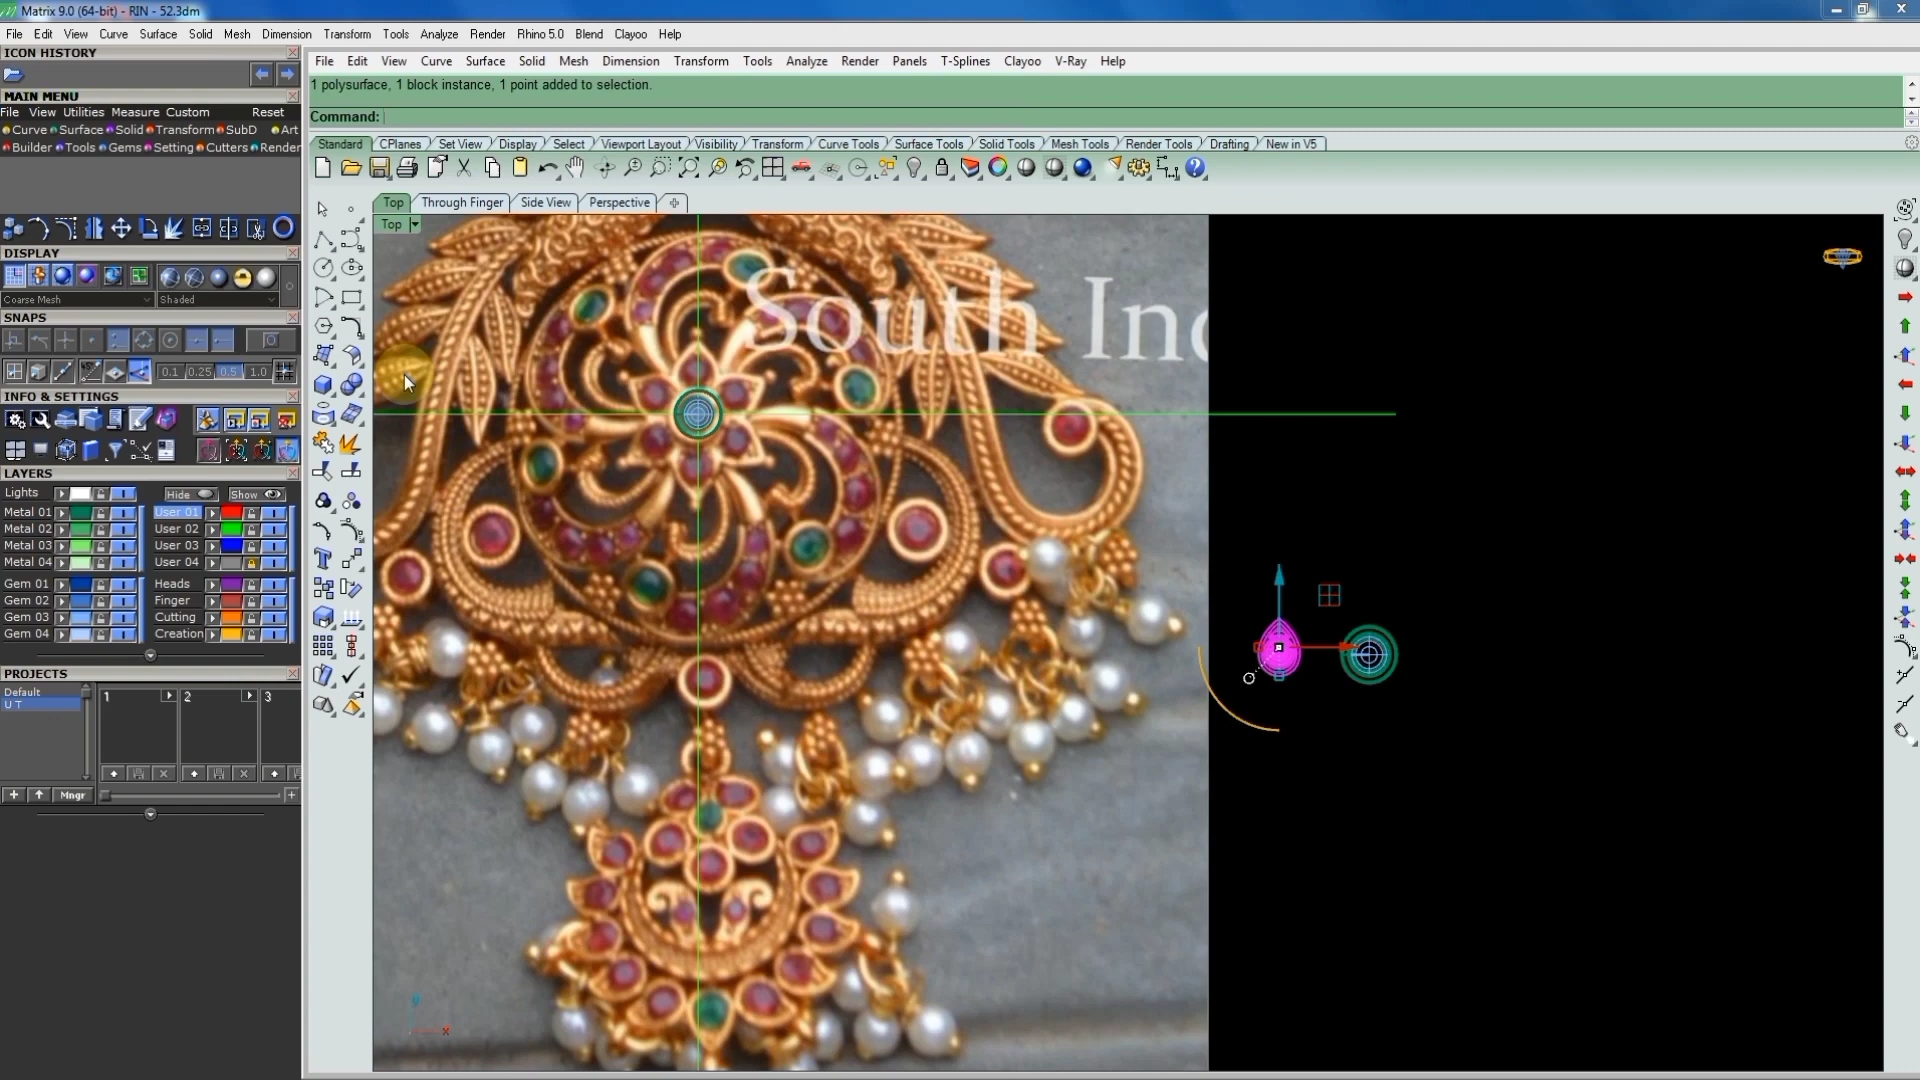 Matrix 9.0 (64-bit) - RIN - 52.3dm
File Edit View Curve Surface Solid Mesh Dimension Transform Tools Analyze Render Rhino 5.0 Blend Clayoo Help
ICON HISTORY
MAIN MENU
File View Utilities Measure Custom Reset
Curve Surface Solid Transform SubD Art
Builder Tools Gems Setting Cutters Render
DISPLAY
Coarse Mesh Shaded
SNAPS
0.1 0.25 0.5 1.0
INFO & SETTINGS
LAYERS
Lights Hide Show
Metal 01 User 01
Metal 02 User 02
Metal 03 User 03
Metal 04 User 04
Gem 01 Heads
Gem 02 Finger
Gem 03 Cutting
Gem 04 Creation
PROJECTS
Default
U T
1 2 3
Mngr
File Edit View Curve Surface Solid Mesh Dimension Transform Tools Analyze Render Panels T-Splines Clayoo V-Ray Help
1 polysurface, 1 block instance, 1 point added to selection.
Command:
Standard CPlanes Set View Display Select Viewport Layout Visibility Transform Curve Tools Surface Tools Solid Tools Mesh Tools Render Tools Drafting New in V5
Top Through Finger Side View Perspective
Top
South Ind
y
x